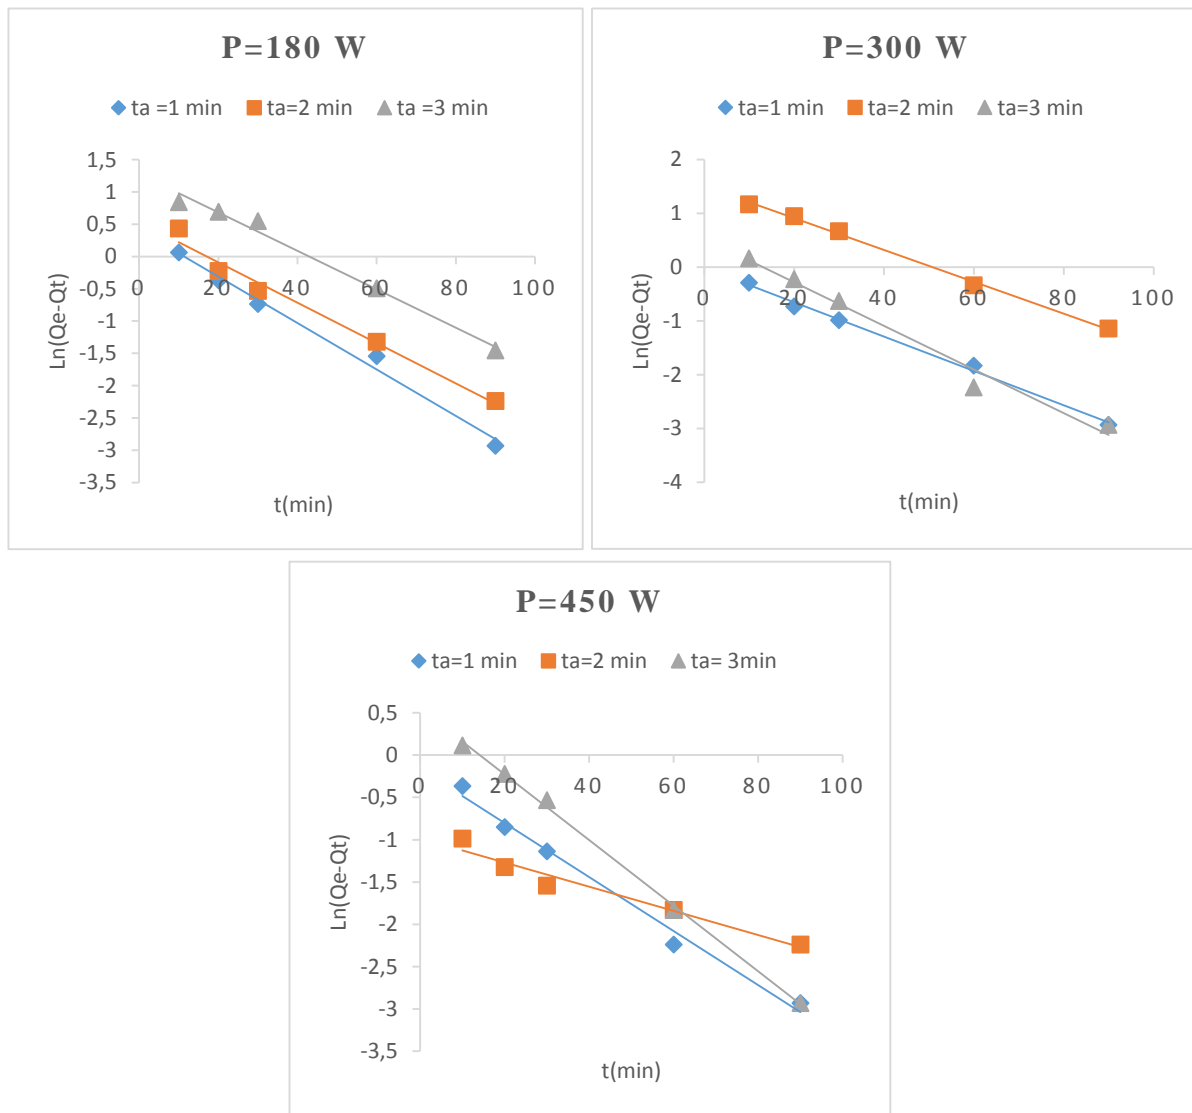 P=180 W
ta =1 min ta=2 min ta =3 min
1,5
1
0,5
0
-0,5
-1
-1,5
-2
-2,5
-3
-3,5
0 20 40 60 80 100
Ln(Qe-Qt)
t(min)
P=300 W
ta=1 min ta=2 min ta=3 min
2
1
0
-1
-2
-3
-4
0 20 40 60 80 100
Ln(Qe-Qt)
t(min)
P=450 W
ta=1 min ta=2 min ta= 3min
0,5
0
-0,5
-1
-1,5
-2
-2,5
-3
-3,5
0 20 40 60 80 100
Ln(Qe-Qt)
t(min)